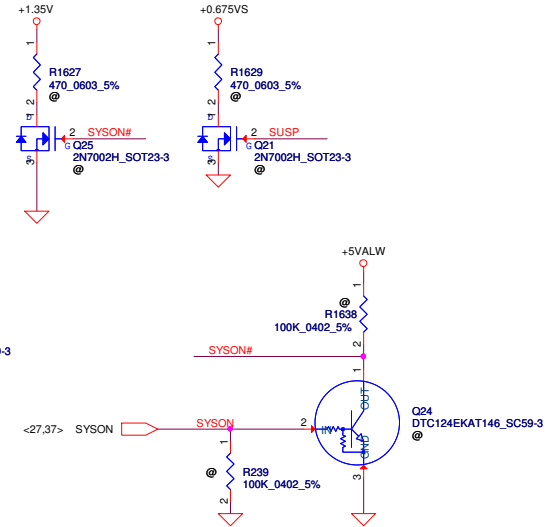 +1.35V
+0.675VS
1
1
R1627
470_0603_5%
@
R1629
470_0603_5%
@
2
2
D
D
2
SYSON#
2
SUSP
G
Q25
2N7002H_SOT23-3
@
G
Q21
2N7002H_SOT23-3
@
S
3
S
3
+5VALW
1
@
R1638
100K_0402_5%
2
-3
SYSON#
1
OUT
Q24
DTC124EKAT146_SC59-3
@
<27,37>
SYSON
SYSON
2
IN
GND
1
@
R239
100K_0402_5%
2
3